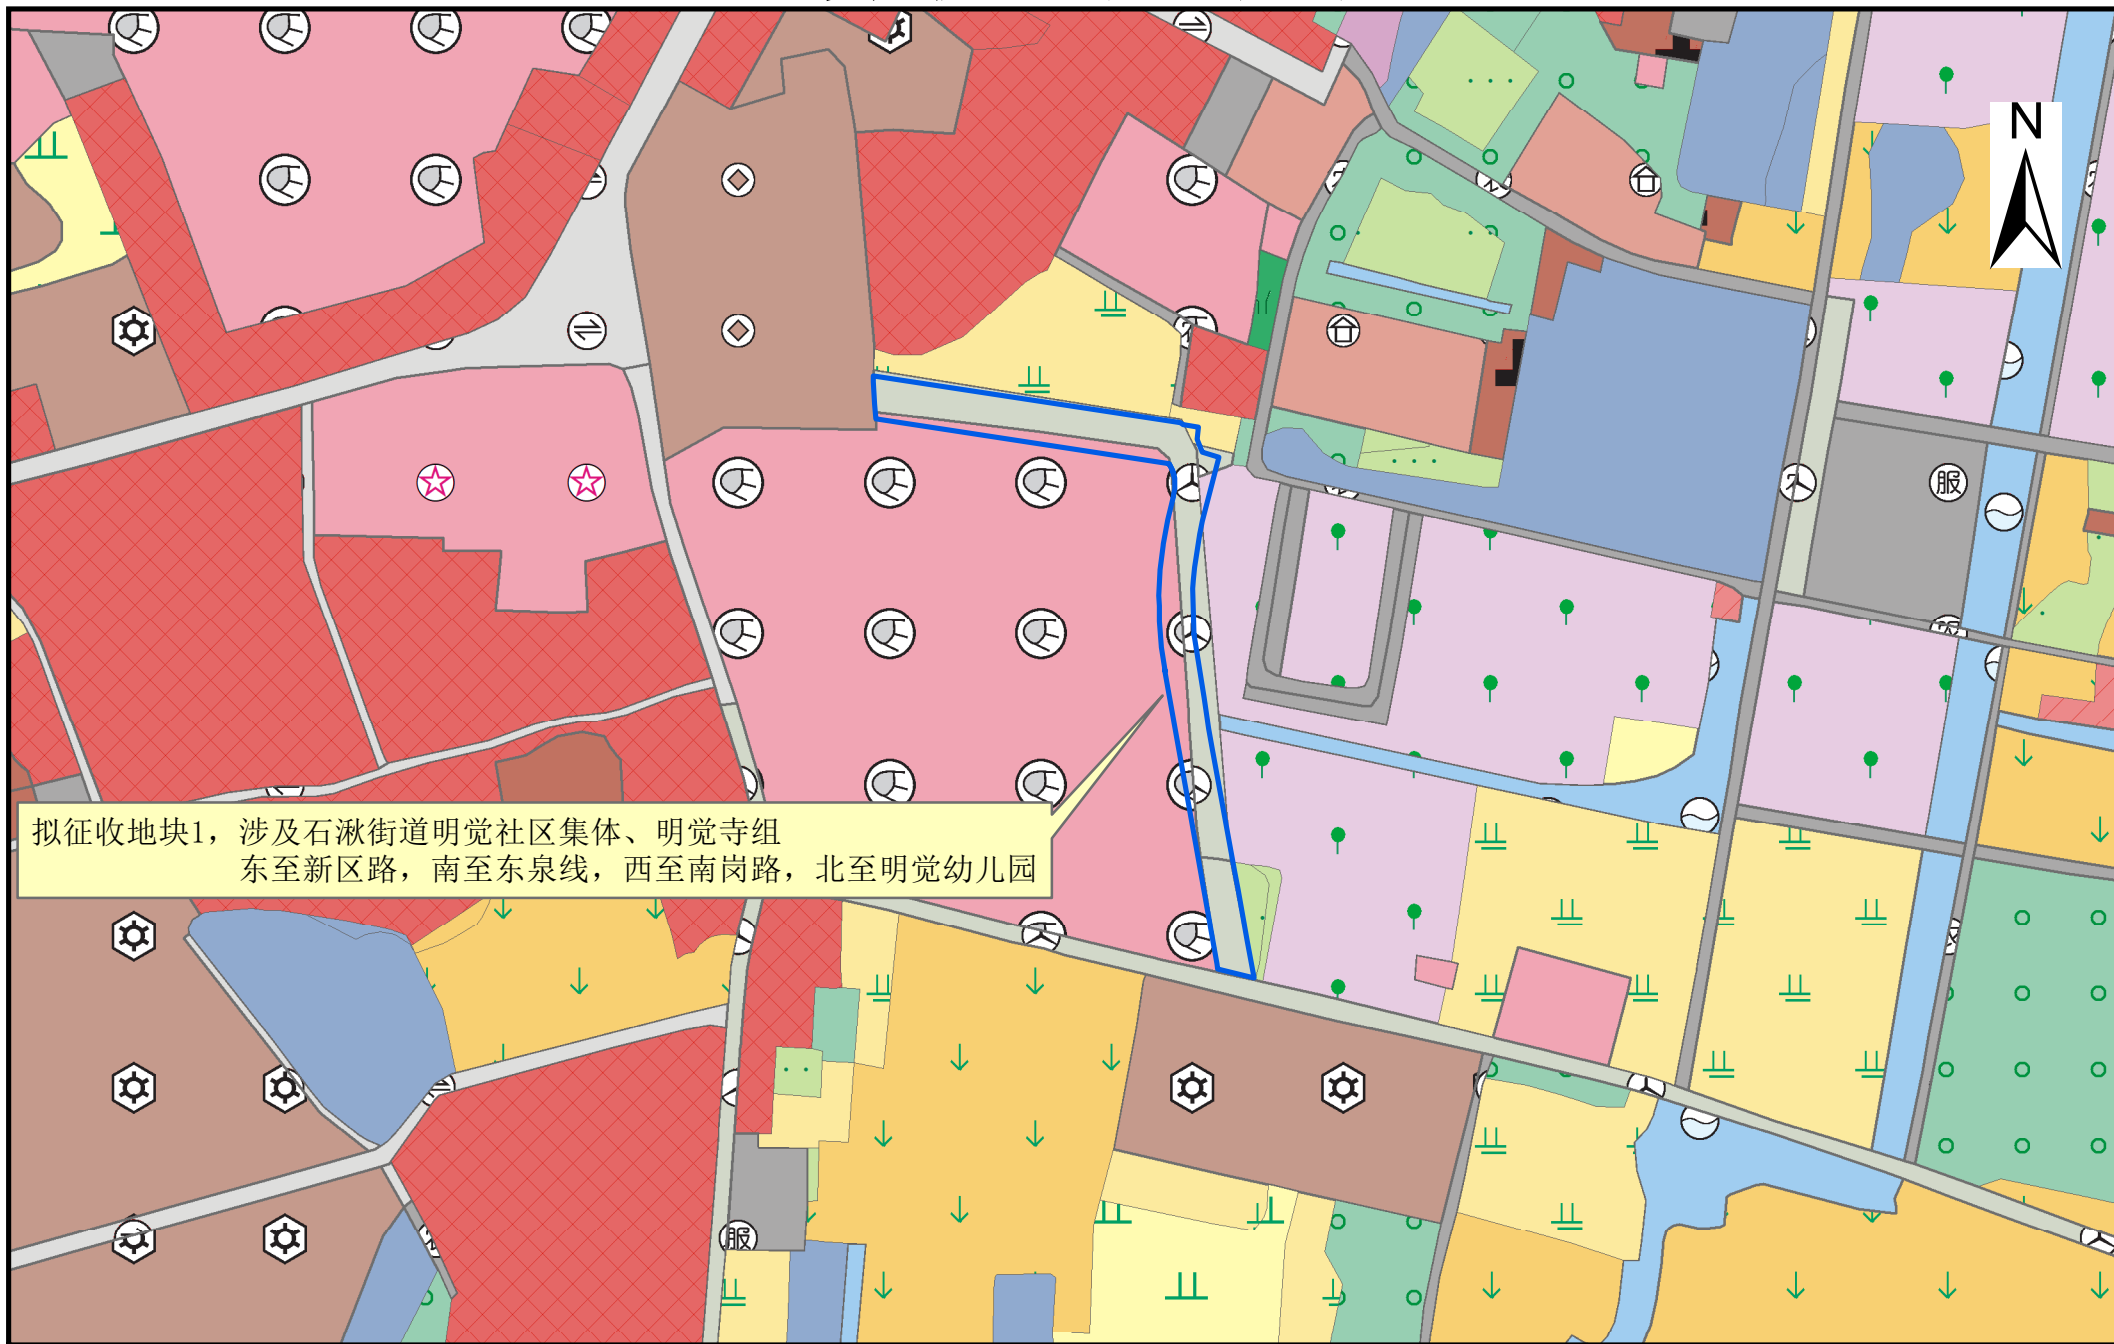 N
服
拟征收地块1，涉及石湫街道明觉社区集体、明觉寺组
东至新区路，南至东泉线，西至南岗路，北至明觉幼儿园
服